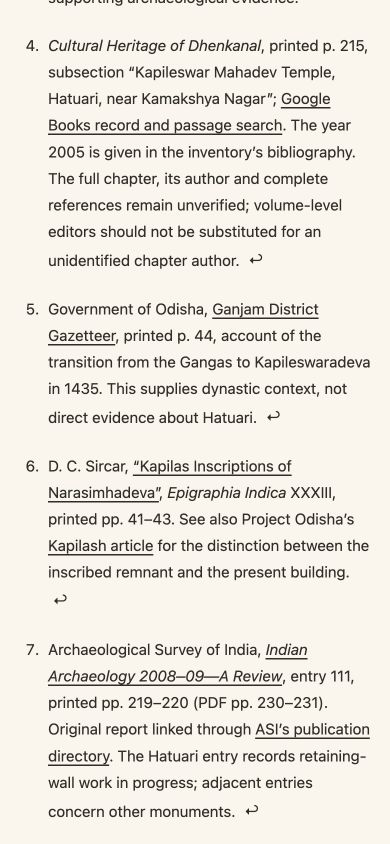 supporting archaeological evidence.
4. Cultural Heritage of Dhenkanal, printed p. 215,
subsection “Kapileswar Mahadev Temple,
Hatuari, near Kamakshya Nagar”; Google
Books record and passage search. The year
2005 is given in the inventory’s bibliography.
The full chapter, its author and complete
references remain unverified; volume-level
editors should not be substituted for an
unidentified chapter author. ↩
5. Government of Odisha, Ganjam District
Gazetteer, printed p. 44, account of the
transition from the Gangas to Kapileswaradeva
in 1435. This supplies dynastic context, not
direct evidence about Hatuari. ↩
6. D. C. Sircar, “Kapilas Inscriptions of
Narasimhadeva”, Epigraphia Indica XXXIII,
printed pp. 41–43. See also Project Odisha’s
Kapilash article for the distinction between the
inscribed remnant and the present building.
↩
7. Archaeological Survey of India, Indian
Archaeology 2008–09—A Review, entry 111,
printed pp. 219–220 (PDF pp. 230–231).
Original report linked through ASI’s publication
directory. The Hatuari entry records retaining-
wall work in progress; adjacent entries
concern other monuments. ↩